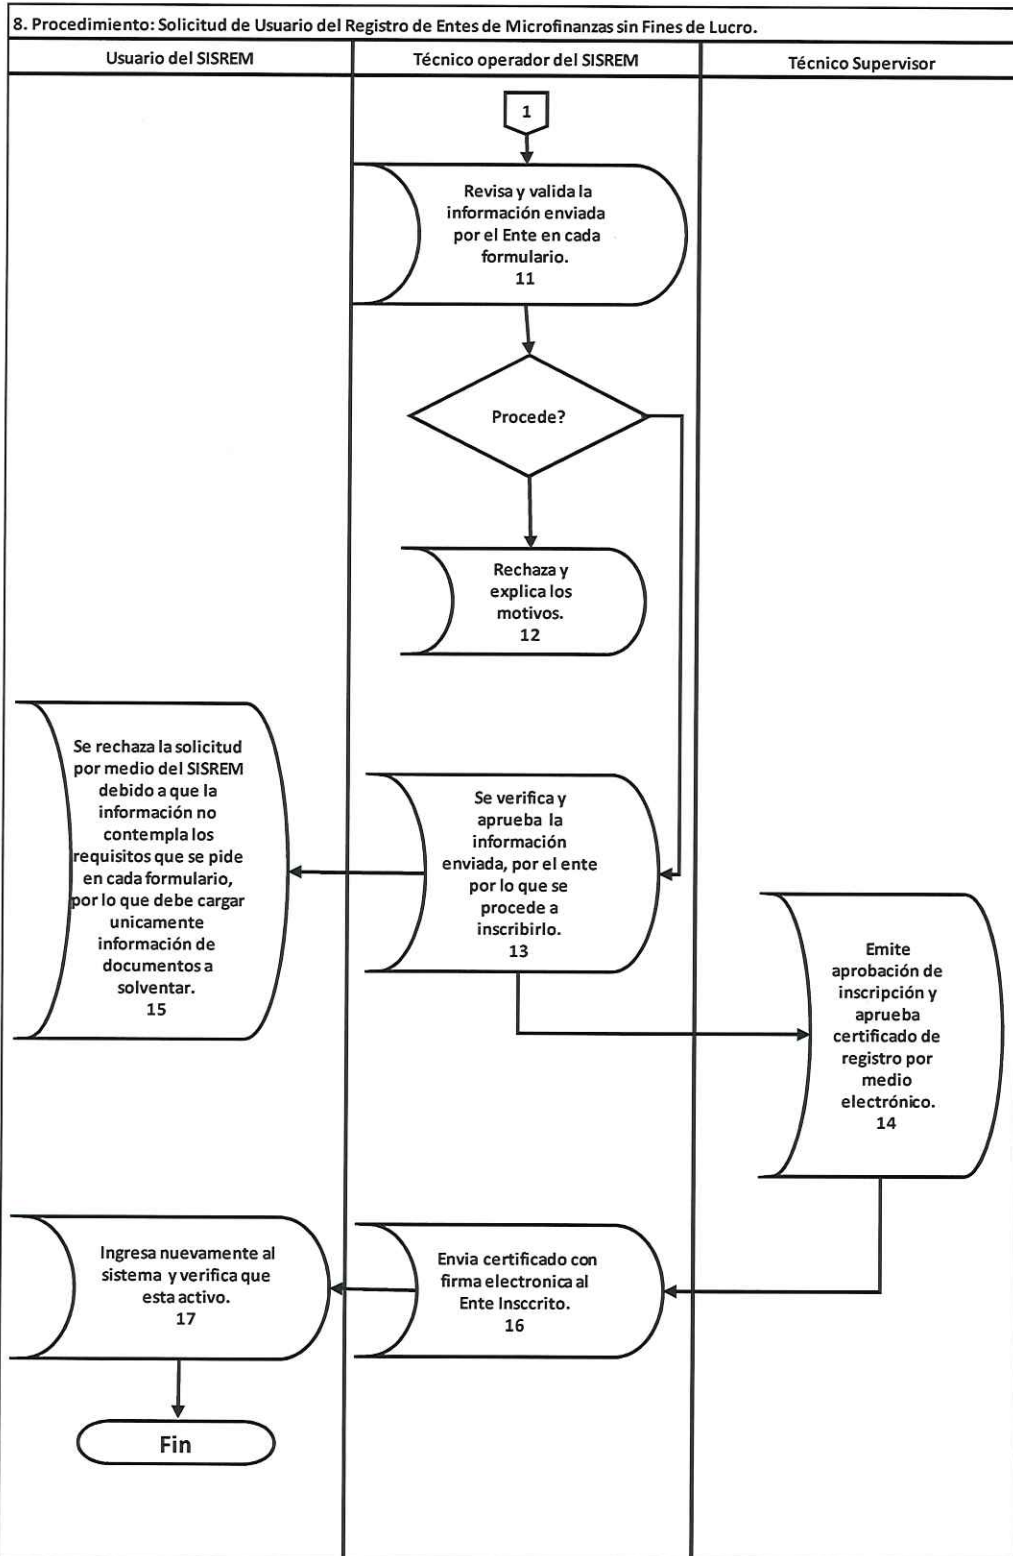 8. Procedimiento: Solicitud de Usuario del Registro de Entes de Microfinanzas sin Fines de Lucro.
Usuario del SISREM
Técnico operador del SISREM
Técnico Supervisor
1
Revisa y valida la
información enviada
por el Ente en cada
formulario.
11
Procede?
Rechaza y
explica los
motivos.
12
Se rechaza la solicitud
por medio del SISREM
debido a que la
información no
contempla los
requisitos que se pide
en cada formulario,
por lo que debe cargar
unicamente
información de
documentos a
solventar.
15
Se verifica y
aprueba la
información
enviada, por el ente
por lo que se
procede a
inscribirlo.
13
Emite
aprobación de
inscripción y
aprueba
certificado de
registro por
medio
electrónico.
14
Ingresa nuevamente al
sistema y verifica que
esta activo.
17
Envia certificado con
firma electronica al
Ente Insccrito.
16
Fin